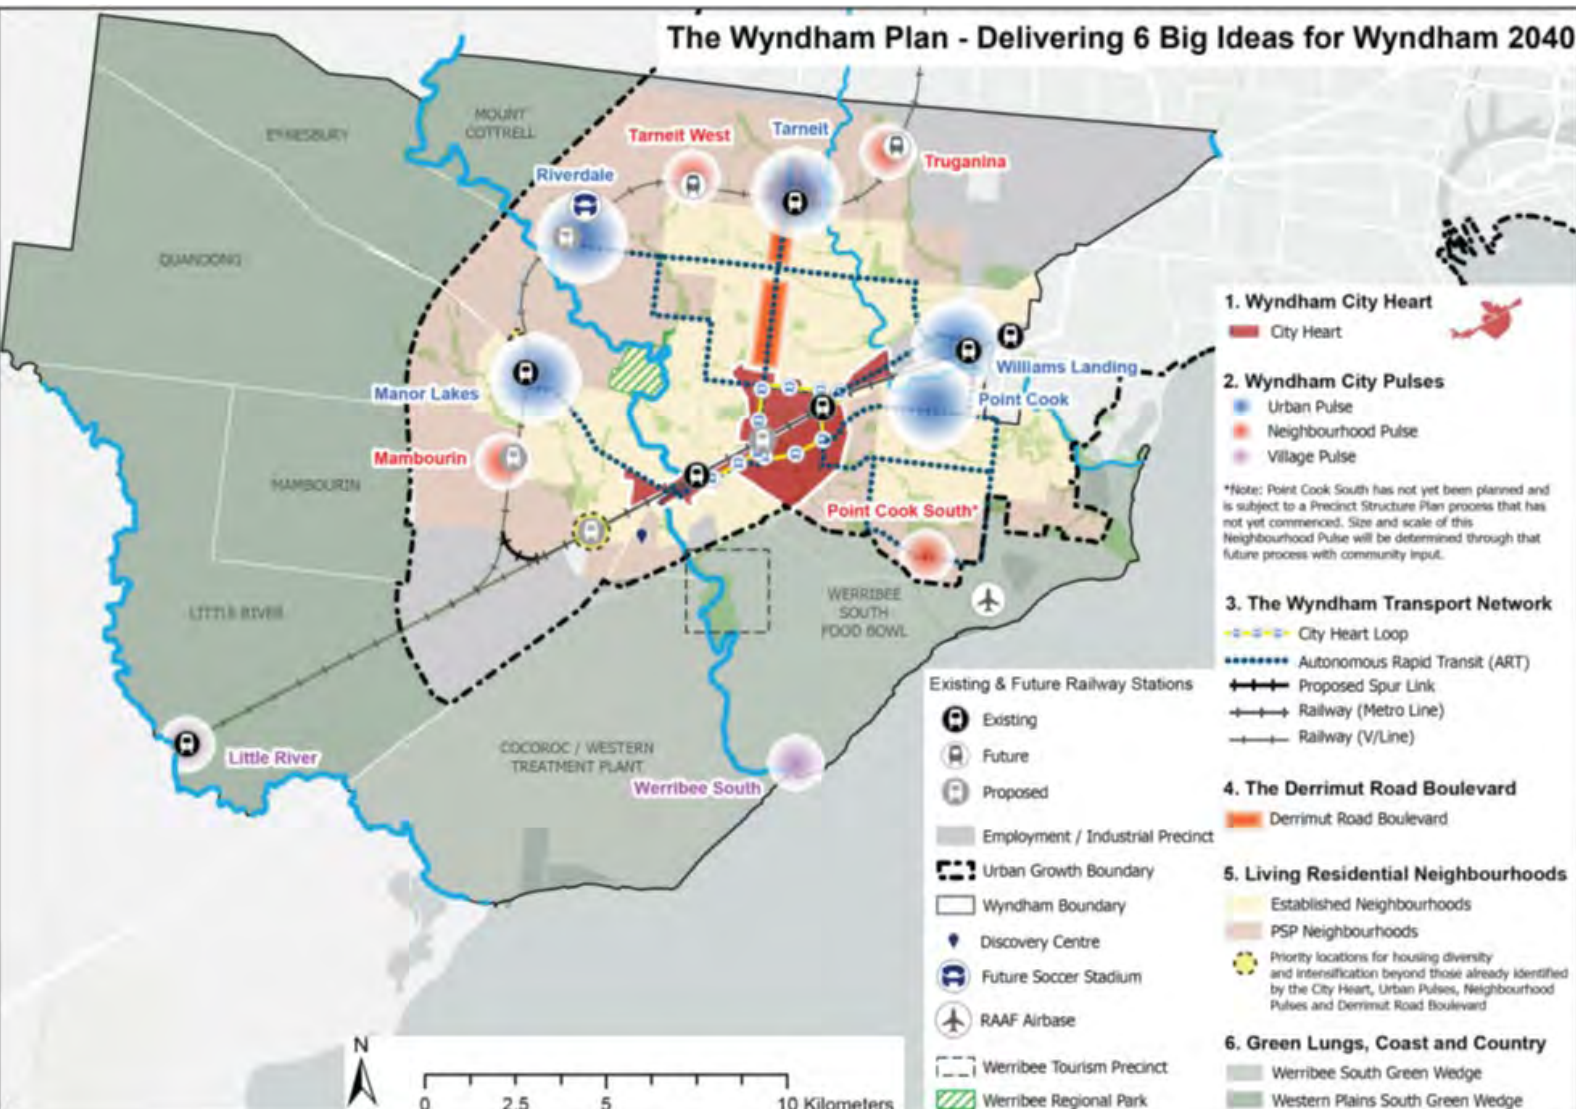 The Wyndham Plan - Delivering 6 Big Ideas for Wyndham 2040
MOUNT
COTTRELL
EYNESBURY
Tarneit West
Tarneit
Truganina
Riverdale
QUANDONG
Manor Lakes
Williams Landing
Point Cook
Mambourin
MAMBOURIN
Point Cook South*
LITTLE RIVER
WERRIBEE
SOUTH
FOOD BOWL
Little River
COCOROC / WESTERN
TREATMENT PLANT
Werribee South
N
0 2.5 5 10 Kilometers
Existing & Future Railway Stations
Existing
Future
Proposed
Employment / Industrial Precinct
Urban Growth Boundary
Wyndham Boundary
Discovery Centre
Future Soccer Stadium
RAAF Airbase
Werribee Tourism Precinct
Werribee Regional Park
1. Wyndham City Heart
City Heart
2. Wyndham City Pulses
Urban Pulse
Neighbourhood Pulse
Village Pulse
*Note: Point Cook South has not yet been planned and
is subject to a Precinct Structure Plan process that has
not yet commenced. Size and scale of this
Neighbourhood Pulse will be determined through that
future process with community input.
3. The Wyndham Transport Network
City Heart Loop
Autonomous Rapid Transit (ART)
Proposed Spur Link
Railway (Metro Line)
Railway (V/Line)
4. The Derrimut Road Boulevard
Derrimut Road Boulevard
5. Living Residential Neighbourhoods
Established Neighbourhoods
PSP Neighbourhoods
Priority locations for housing diversity
and intensification beyond those already identified
by the City Heart, Urban Pulses, Neighbourhood
Pulses and Derrimut Road Boulevard
6. Green Lungs, Coast and Country
Werribee South Green Wedge
Western Plains South Green Wedge